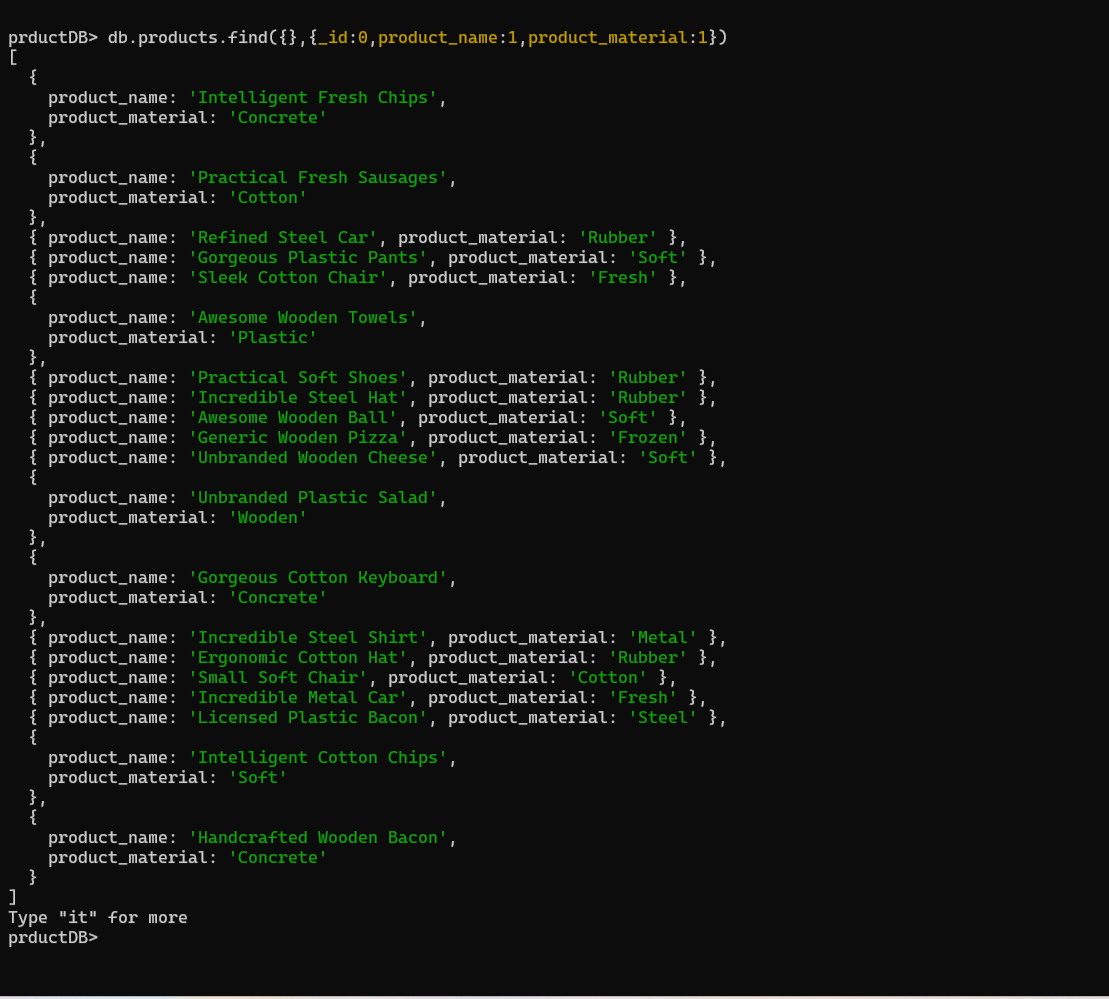 prductDB> db.products.find({},{_id:0,product_name:1,product_material:1})
[
  {
    product_name: 'Intelligent Fresh Chips',
    product_material: 'Concrete'
  },
  {
    product_name: 'Practical Fresh Sausages',
    product_material: 'Cotton'
  },
  { product_name: 'Refined Steel Car', product_material: 'Rubber' },
  { product_name: 'Gorgeous Plastic Pants', product_material: 'Soft' },
  { product_name: 'Sleek Cotton Chair', product_material: 'Fresh' },
  {
    product_name: 'Awesome Wooden Towels',
    product_material: 'Plastic'
  },
  { product_name: 'Practical Soft Shoes', product_material: 'Rubber' },
  { product_name: 'Incredible Steel Hat', product_material: 'Rubber' },
  { product_name: 'Awesome Wooden Ball', product_material: 'Soft' },
  { product_name: 'Generic Wooden Pizza', product_material: 'Frozen' },
  { product_name: 'Unbranded Wooden Cheese', product_material: 'Soft' },
  {
    product_name: 'Unbranded Plastic Salad',
    product_material: 'Wooden'
  },
  {
    product_name: 'Gorgeous Cotton Keyboard',
    product_material: 'Concrete'
  },
  { product_name: 'Incredible Steel Shirt', product_material: 'Metal' },
  { product_name: 'Ergonomic Cotton Hat', product_material: 'Rubber' },
  { product_name: 'Small Soft Chair', product_material: 'Cotton' },
  { product_name: 'Incredible Metal Car', product_material: 'Fresh' },
  { product_name: 'Licensed Plastic Bacon', product_material: 'Steel' },
  {
    product_name: 'Intelligent Cotton Chips',
    product_material: 'Soft'
  },
  {
    product_name: 'Handcrafted Wooden Bacon',
    product_material: 'Concrete'
  }
]
Type "it" for more
prductDB>